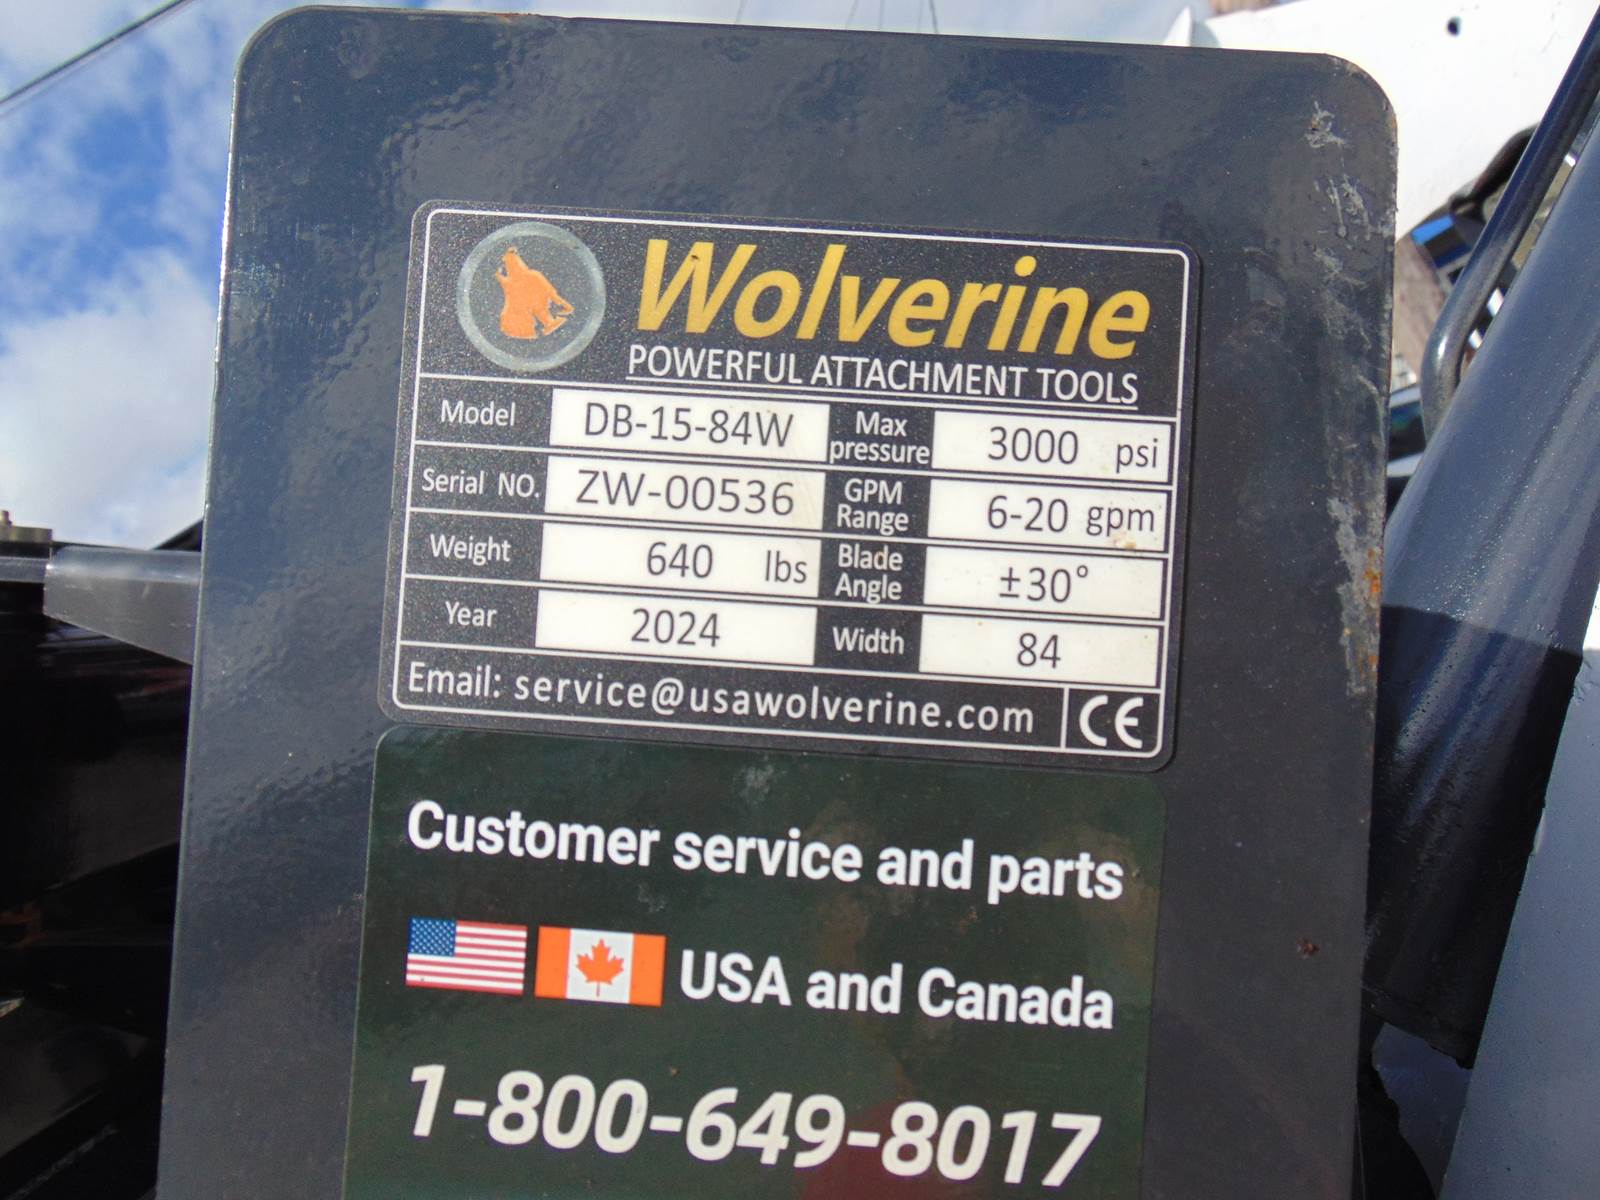 Wolverine
POWERFUL ATTACHMENT TOOLS
Model DB-15-84W Max pressure 3000 psi
Serial NO. ZW-00536 GPM Range 6-20 gpm
Weight 640 lbs Blade Angle ±30°
Year 2024 Width 84
Email: service@usawolverine.com CE
Customer service and parts
USA and Canada
1-800-649-8017